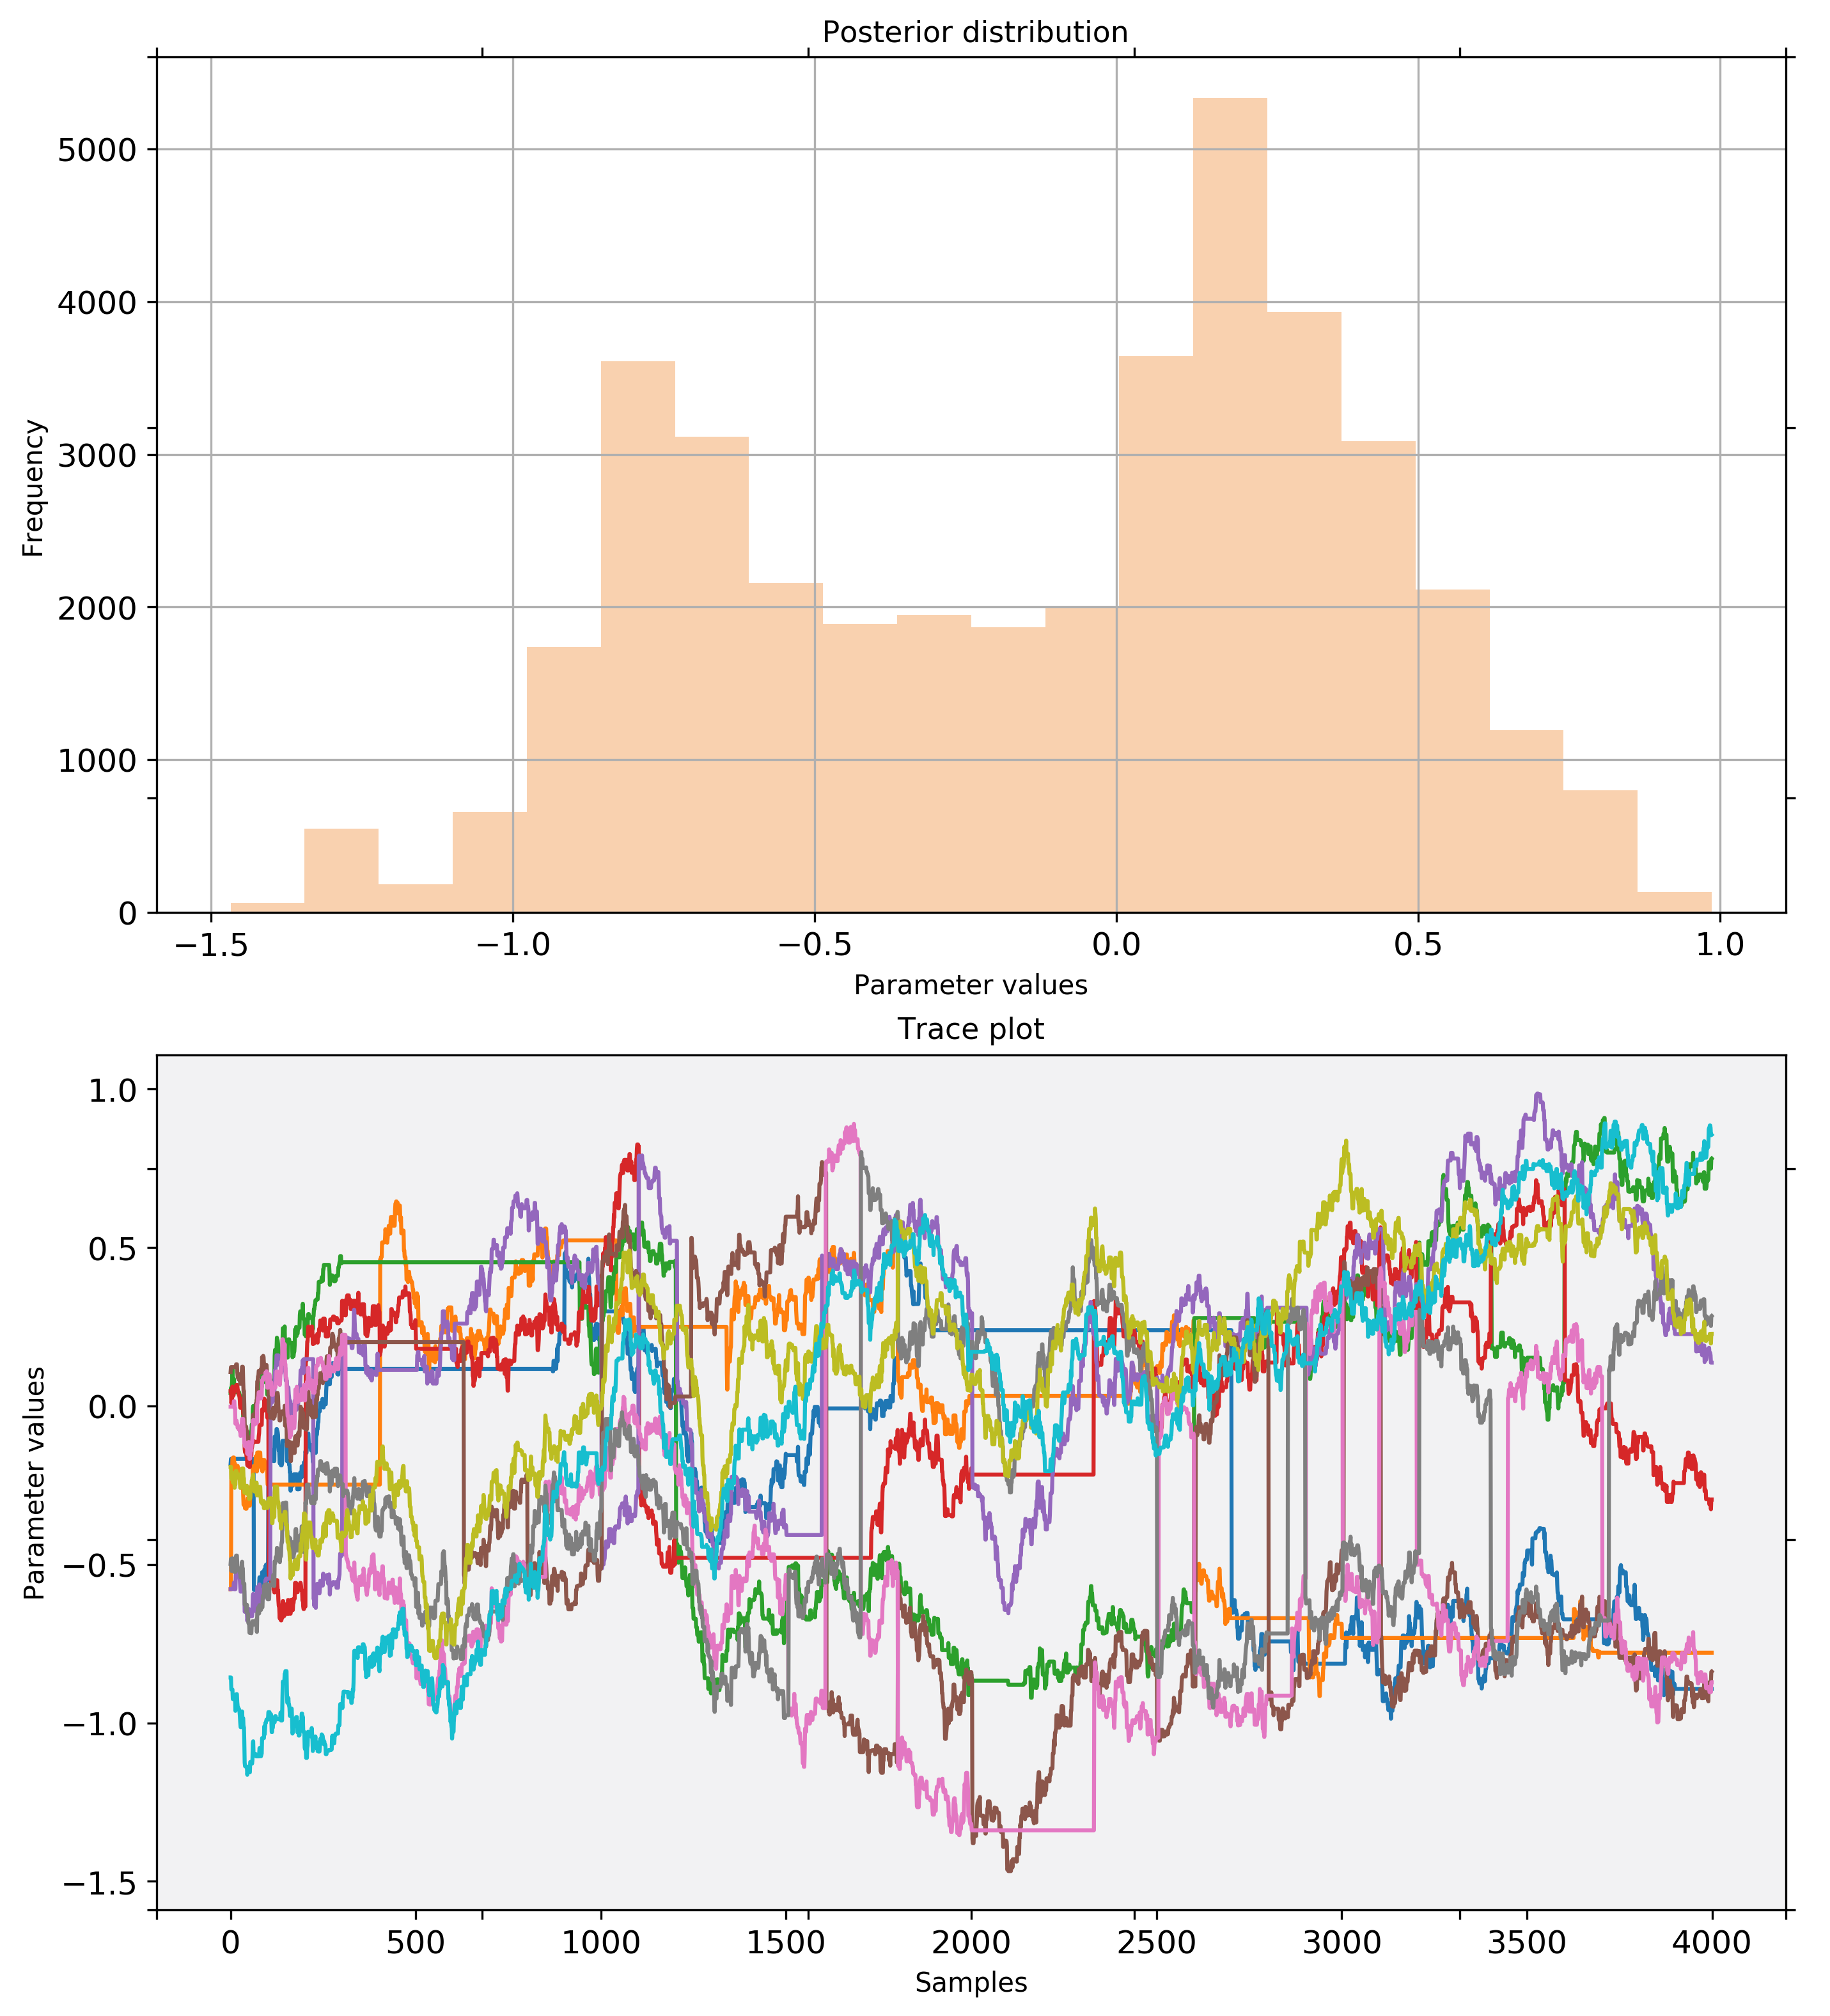 Posterior distribution
5000
4000
3000
2000
1000
0
Frequency
−1.5 −1.0 −0.5 0.0 0.5 1.0
Parameter values
Trace plot
1.0
0.5
0.0
−0.5
−1.0
−1.5
Parameter values
0 500 1000 1500 2000 2500 3000 3500 4000
Samples